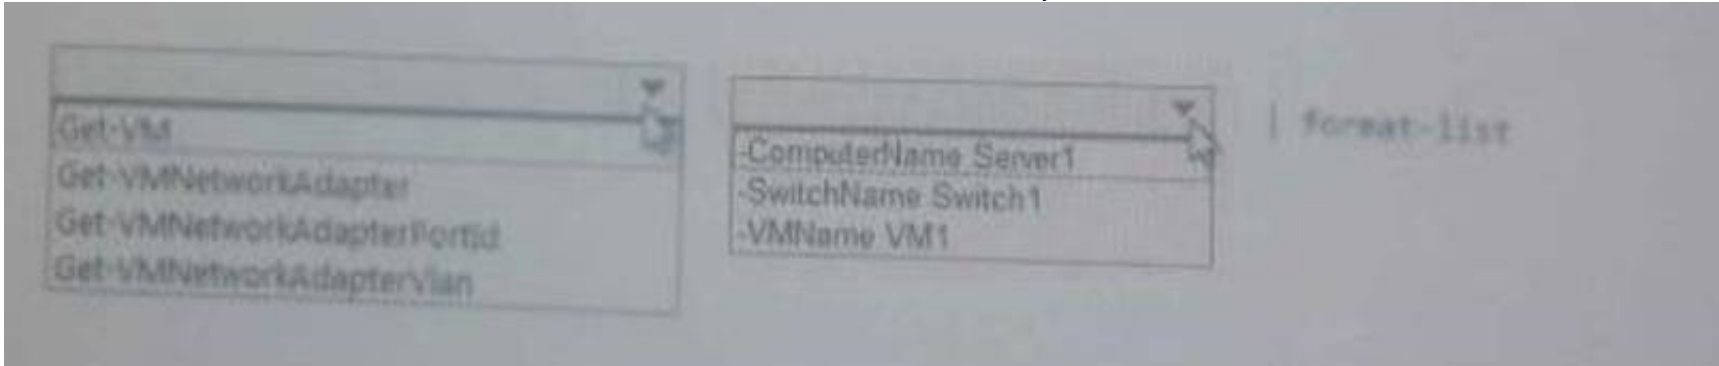 Get-VM
Get-VMNetworkAdapter
Get-VMNetworkAdapterPortId
Get-VMNetworkAdapterVlan
-ComputerName Server1
-SwitchName Switch1
-VMName VM1
| format-list